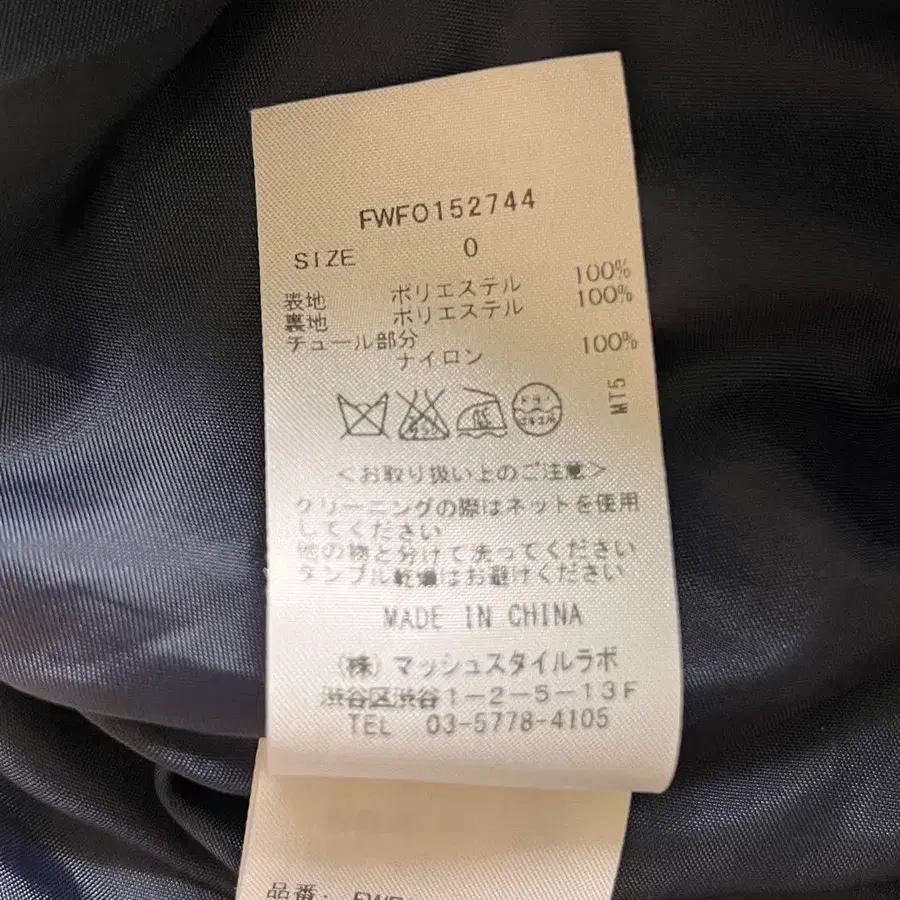 FWFO152744
SIZE 0
表地 ポリエステル 100%
裏地 ポリエステル 100%
チュール部分
ナイロン 100%
低 ドライ
MT5
<お取り扱い上のご注意>
クリーニングの際はネットを使用
してください
他の物と分けて洗ってください
タンブル乾燥はお避けください
MADE IN CHINA
(株)マッシュスタイルラボ
渋谷区渋谷1-2-5-13F
TEL 03-5778-4105
品番: